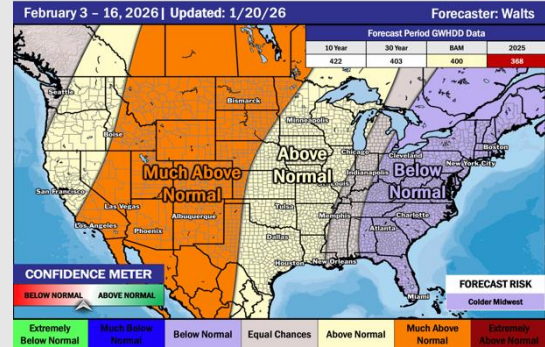 February 3 – 16, 2026 | Updated: 1/20/26
Forecaster: Walts
Forecast Period GWHDD Data
10 Year 30 Year BAM 2025
422 403 400 368
Seattle
Bismarck
Minneapolis
Boise
Boston
Chicago
Cleveland
New York City
Above
Normal
Much Above
Normal
Indianapolis
Below
Normal
San Francisco
Las Vegas
Albuquerque
Tulsa
Memphis
Charlotte
Los Angeles
Phoenix
Dallas
Atlanta
Houston
New Orleans
Miami
CONFIDENCE METER
BELOW NORMAL ABOVE NORMAL
FORECAST RISK
Colder Midwest
Extremely
Below Normal
Much Below
Normal
Below Normal
Equal Chances
Above Normal
Much Above
Normal
Extremely
Above Normal